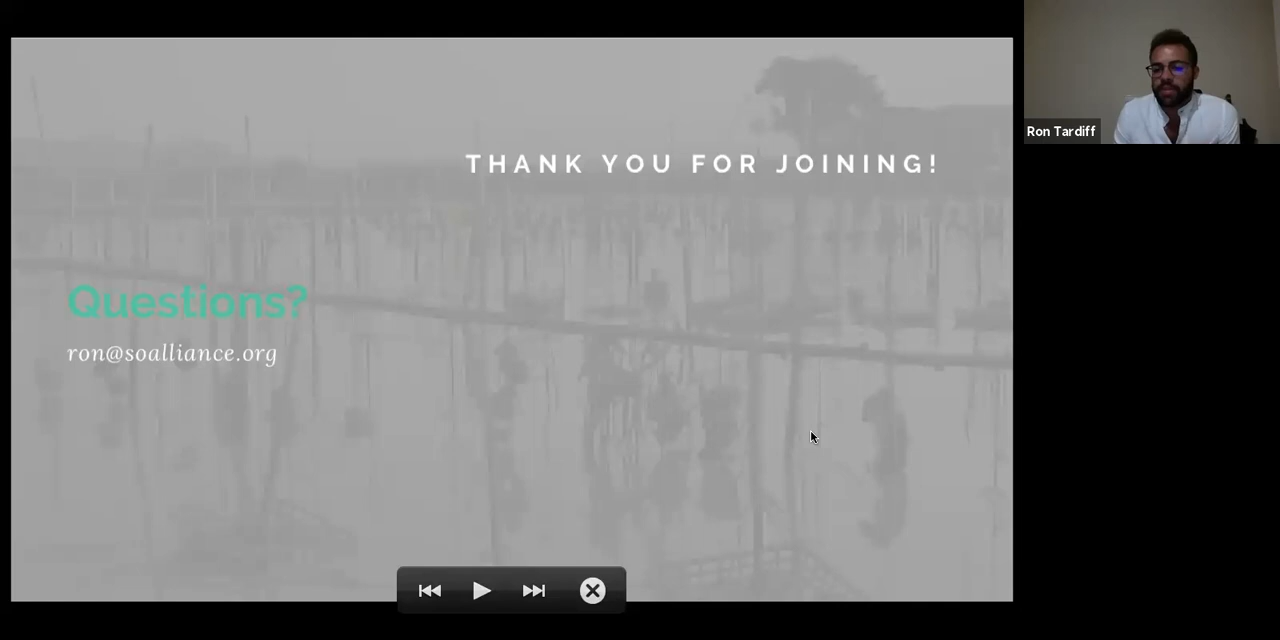 THANK YOU FOR JOINING!
Questions?
ron@soalliance.org
Ron Tardiff